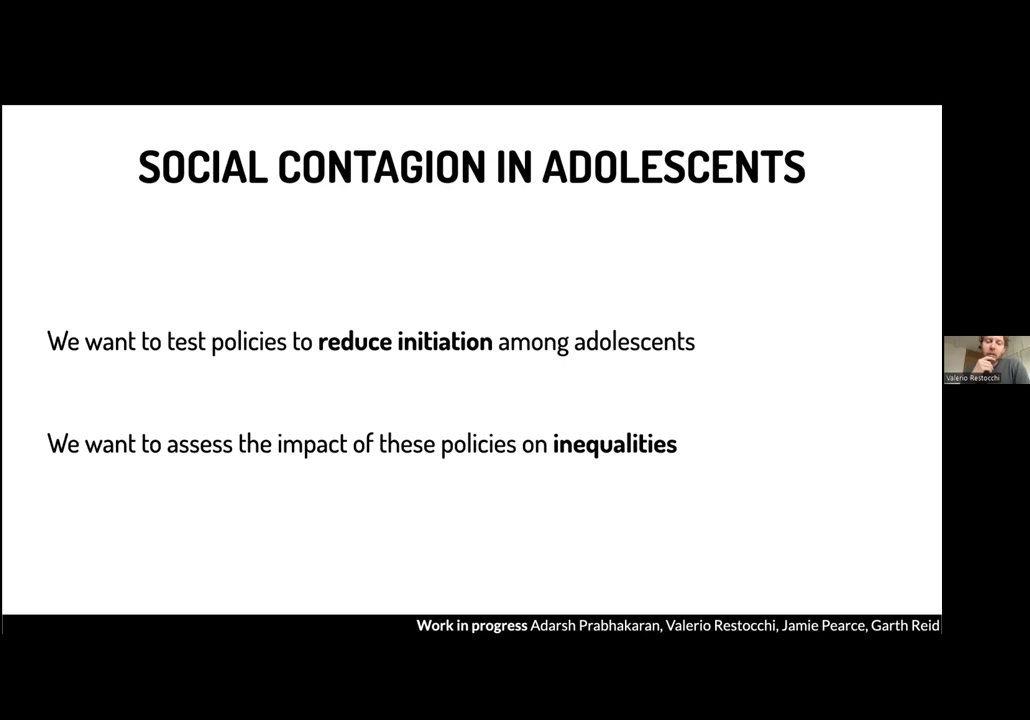 SOCIAL CONTAGION IN ADOLESCENTS
We want to test policies to reduce initiation among adolescents
We want to assess the impact of these policies on inequalities
Valerio Restocchi
Work in progress Adarsh Prabhakaran, Valerio Restocchi, Jamie Pearce, Garth Reid